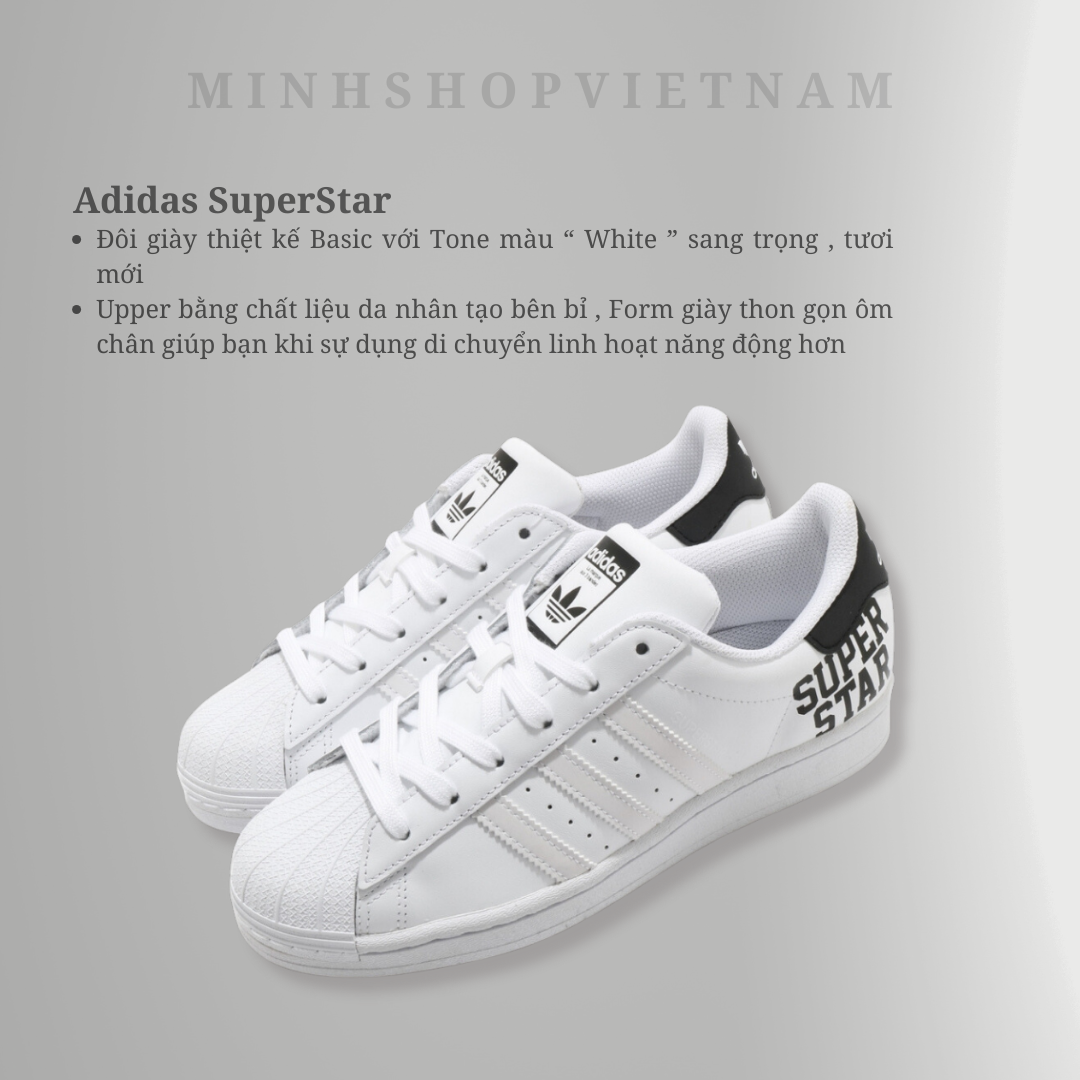 MINHSHOPVIETNAM
Adidas SuperStar
Đôi giày thiệt kế Basic với Tone màu “ White ” sang trọng , tươi
mới
Upper bằng chất liệu da nhân tạo bên bỉ , Form giày thon gọn ôm
chân giúp bạn khi sự dụng di chuyển linh hoạt năng động hơn
adidas
adidas
SUPER
STAR